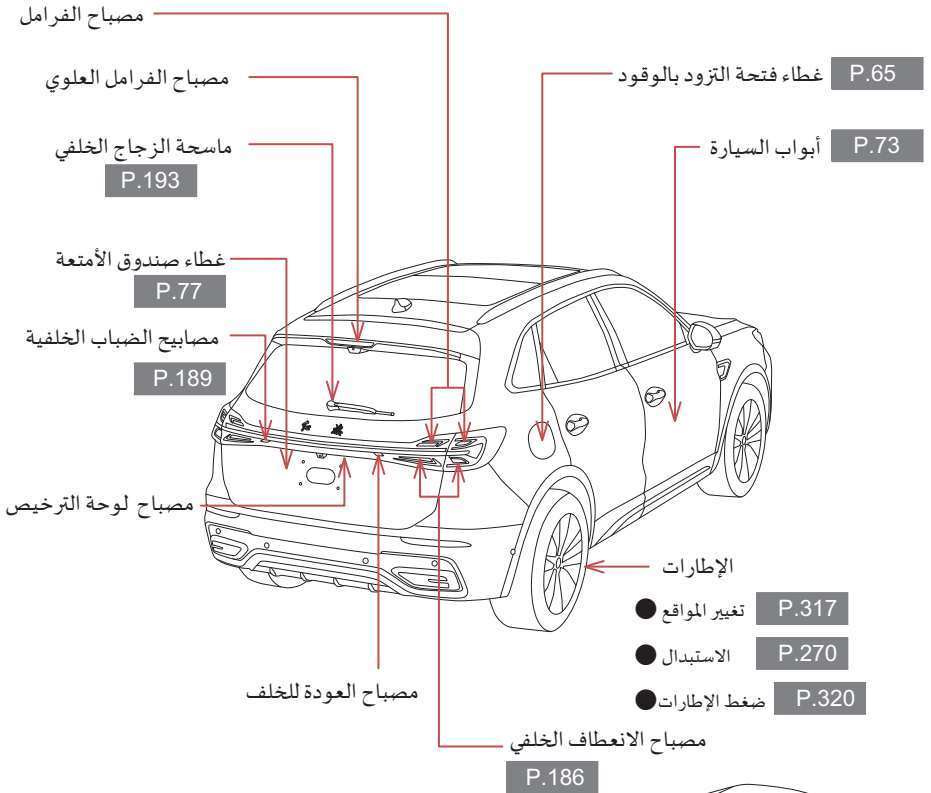 مصباح الفرامل
مصباح الفرامل العلوي
غطاء فتحة التزود بالوقود P.65
ماسحة الزجاج الخلفي
P.193
أبواب السيارة P.73
غطاء صندوق الأمتعة
P.77
مصابيح الضباب الخلفية
P.189
مصباح لوحة الترخيص
الإطارات
● تغيير المواقع P.317
● الاستبدال P.270
● ضغط الإطارات P.320
مصباح العودة للخلف
مصباح الانعطاف الخلفي
P.186